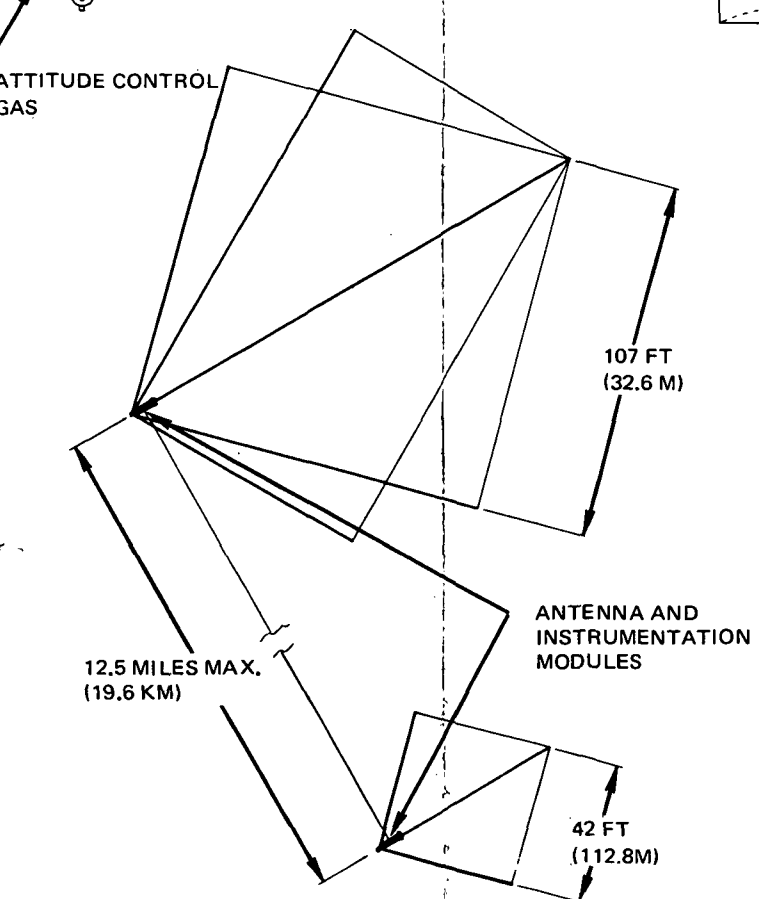 ATTITUDE CONTROL
GAS
107 FT
(32.6 M)
ANTENNA AND
INSTRUMENTATION
MODULES
12.5 MILES MAX.
(19.6 KM)
42 FT
(112.8M)